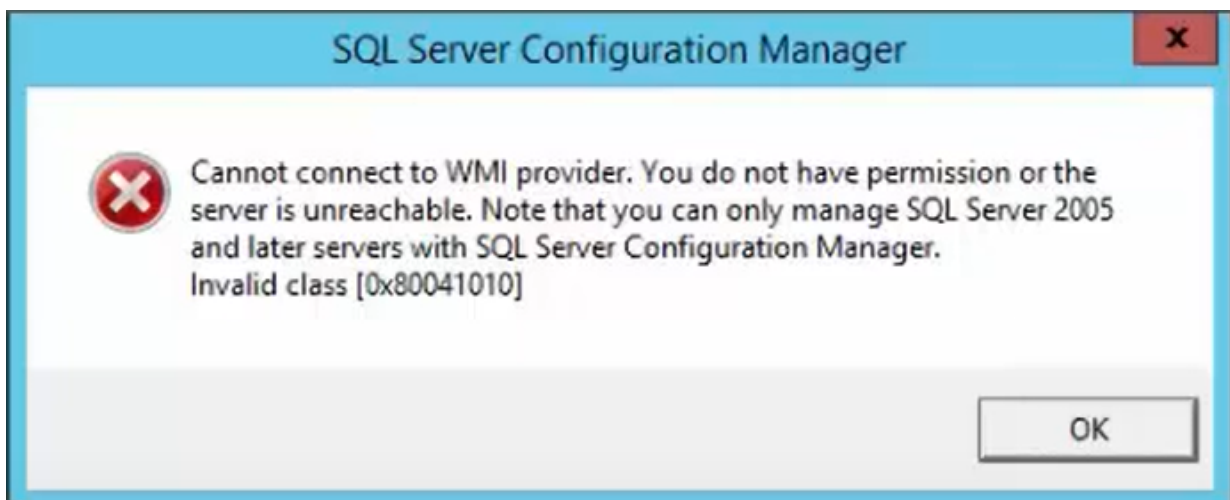 SQL Server Configuration Manager
x
Cannot connect to WMI provider. You do not have permission or the
server is unreachable. Note that you can only manage SQL Server 2005
and later servers with SQL Server Configuration Manager.
Invalid class [0x80041010]
OK